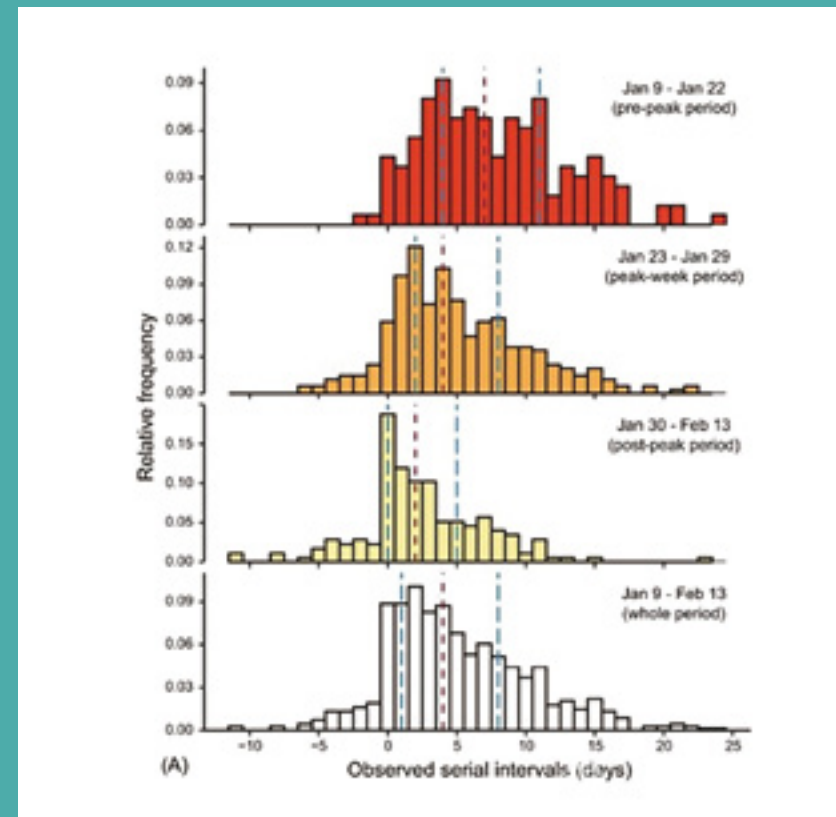 0.09
0.06
0.03
0.00
Jan 9 - Jan 22
(pre-peak period)
0.12
0.09
0.06
0.03
0.00
Jan 23 - Jan 29
(peak-week period)
Relative frequency
0.15
0.10
0.05
0.00
Jan 30 - Feb 13
(post-peak period)
0.09
0.06
0.03
0.00
Jan 9 - Feb 13
(whole period)
−10 −5 0 5 10 15 20 25
(A) Observed serial intervals (days)